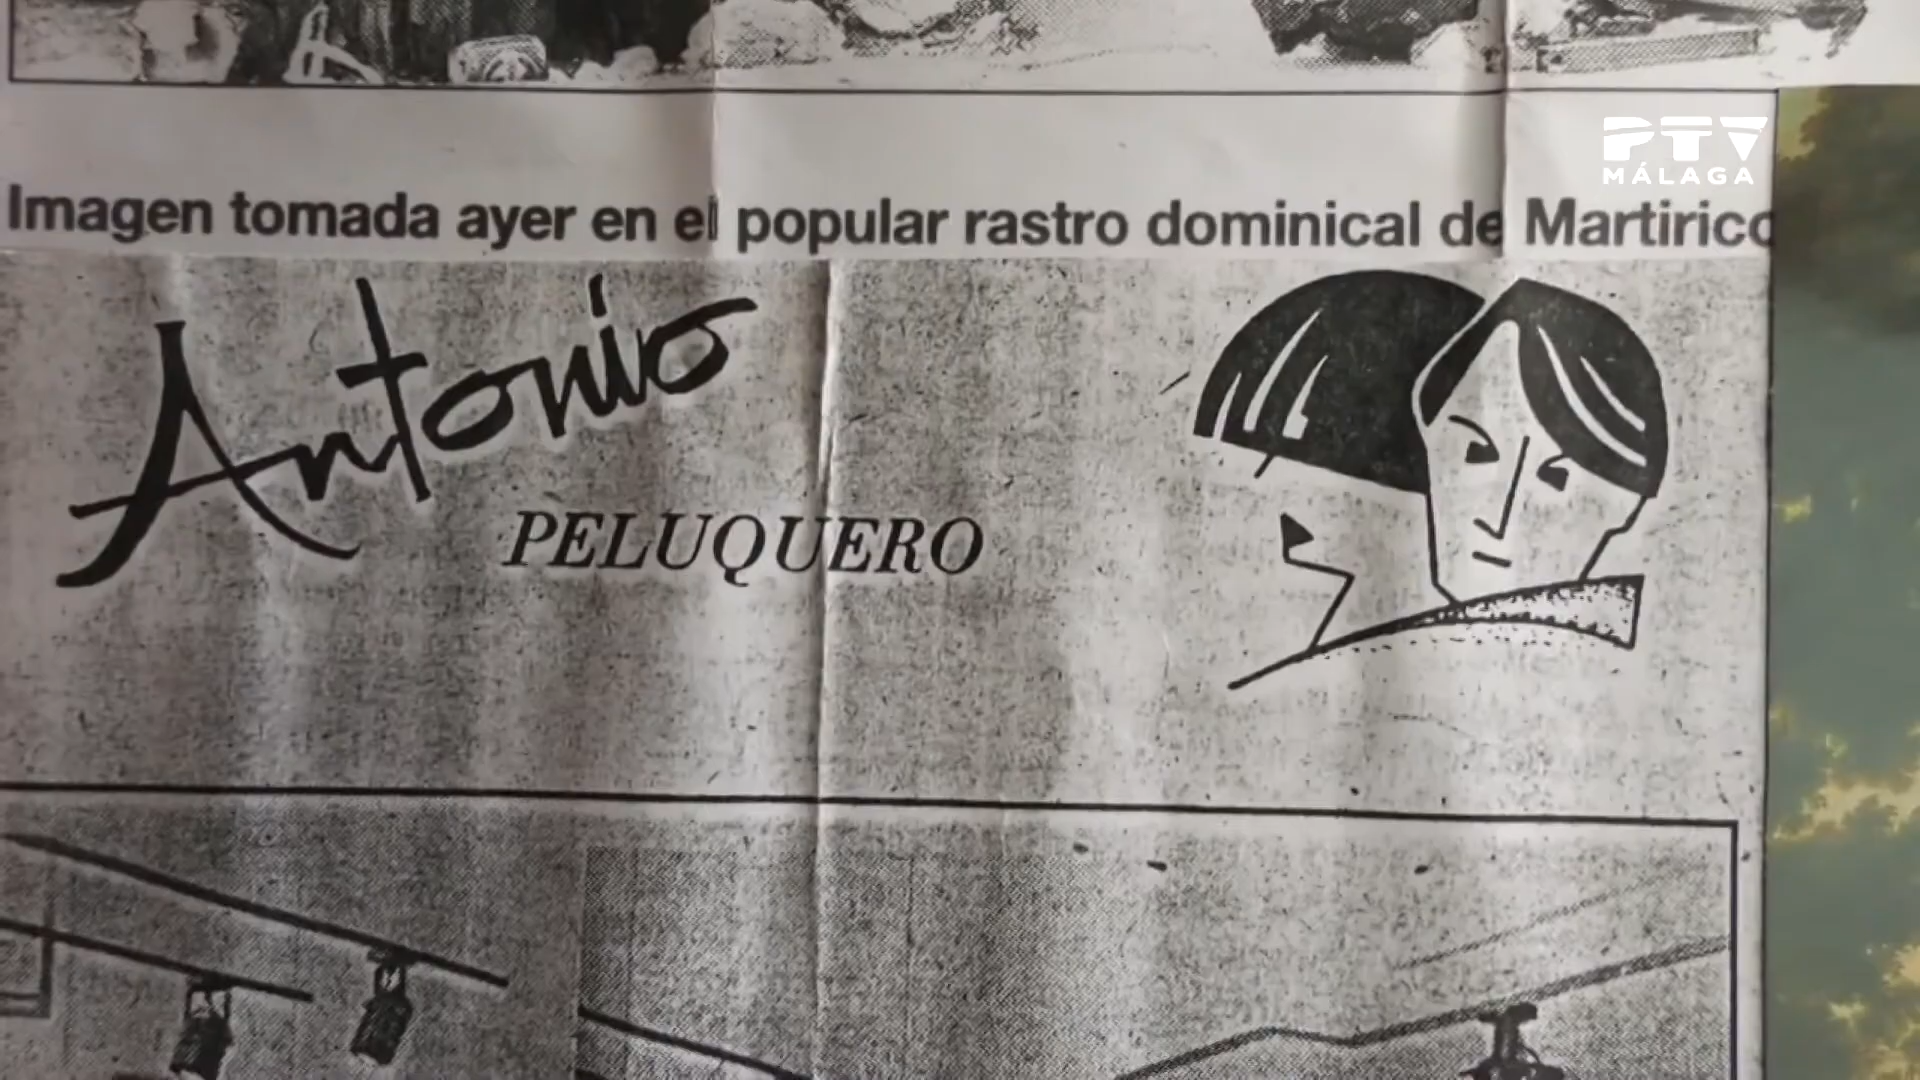 PTV
MÁLAGA
Imagen tomada ayer en el popular rastro dominical de Martirico
Antonio
PELUQUERO